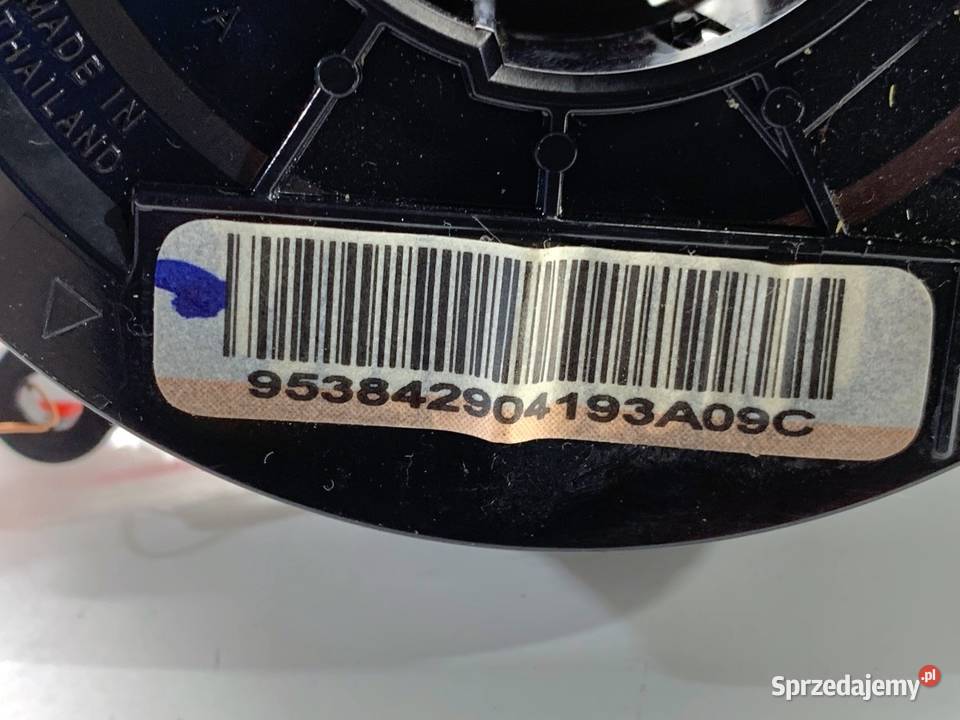 MADE IN
THAILAND
A
953842904193A09C
Sprzedajemy.pl